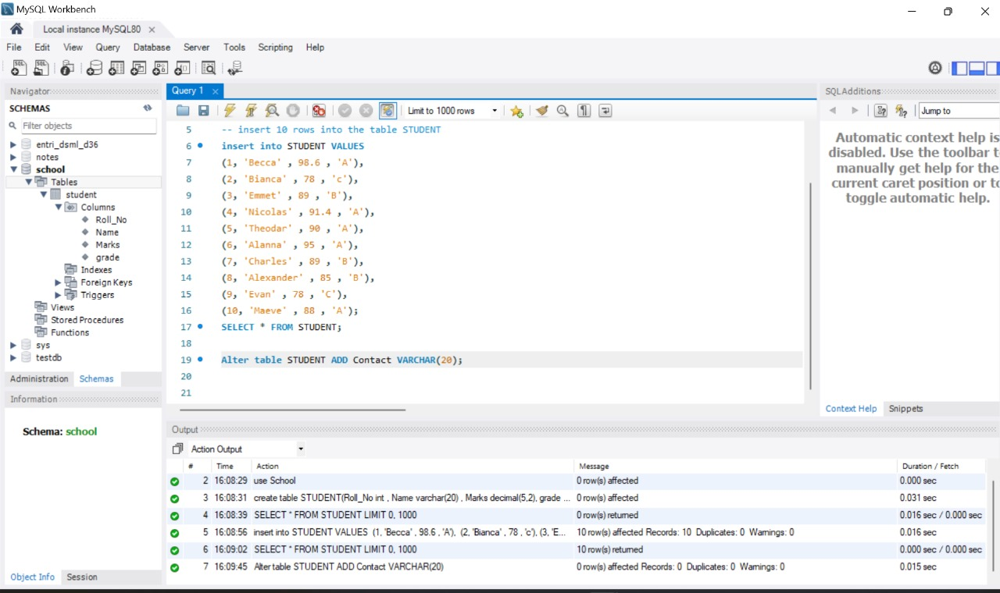 MySQL Workbench
Local instance MySQL80
File Edit View Query Database Server Tools Scripting Help
Navigator
SCHEMAS
Filter objects
entri_dsml_d36
notes
school
Tables
student
Columns
Roll_No
Name
Marks
grade
Indexes
Foreign Keys
Triggers
Views
Stored Procedures
Functions
sys
testdb
Administration Schemas
Information
Schema: school
Object Info Session
Query 1
Limit to 1000 rows
5 -- insert 10 rows into the table STUDENT
6 insert into STUDENT VALUES
7 (1, 'Becca' , 98.6 , 'A'),
8 (2, 'Bianca' , 78 , 'c'),
9 (3, 'Emmet' , 89 , 'B'),
10 (4, 'Nicolas' , 91.4 , 'A'),
11 (5, 'Theodar' , 90 , 'A'),
12 (6, 'Alanna' , 95 , 'A'),
13 (7, 'Charles' , 89 , 'B'),
14 (8, 'Alexander' , 85 , 'B'),
15 (9, 'Evan' , 78 , 'C'),
16 (10, 'Maeve' , 88 , 'A');
17 SELECT * FROM STUDENT;
18
19 Alter table STUDENT ADD Contact VARCHAR(20);
20
21
SQLAdditions
Jump to
Automatic context help is
disabled. Use the toolbar t
manually get help for the
current caret position or to
toggle automatic help.
Context Help Snippets
Output
Action Output
# Time Action Message Duration / Fetch
2 16:08:29 use School 0 row(s) affected 0.000 sec
3 16:08:31 create table STUDENT(Roll_No int , Name varchar(20) , Marks decimal(5,2), grade ... 0 row(s) affected 0.031 sec
4 16:08:39 SELECT * FROM STUDENT LIMIT 0, 1000 0 row(s) returned 0.016 sec / 0.000 sec
5 16:08:56 insert into STUDENT VALUES (1, 'Becca' , 98.6 , 'A'), (2, 'Bianca' , 78 , 'c'), (3, 'E... 10 row(s) affected Records: 10 Duplicates: 0 Warnings: 0 0.016 sec
6 16:09:02 SELECT * FROM STUDENT LIMIT 0, 1000 10 row(s) returned 0.000 sec / 0.000 sec
7 16:09:45 Alter table STUDENT ADD Contact VARCHAR(20) 0 row(s) affected Records: 0 Duplicates: 0 Warnings: 0 0.015 sec